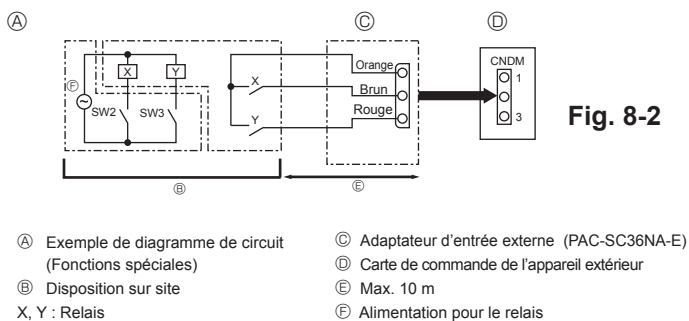 Ⓐ
Ⓒ
Ⓓ
CNDM
Orange
1
X
Y
Ⓕ
X
Brun
SW2
SW3
Rouge
3
Fig. 8-2
Y
Ⓑ
Ⓔ
Ⓐ Exemple de diagramme de circuit
(Fonctions spéciales)
Ⓑ Disposition sur site
X, Y : Relais
Ⓒ Adaptateur d'entrée externe (PAC-SC36NA-E)
Ⓓ Carte de commande de l'appareil extérieur
Ⓔ Max. 10 m
Ⓕ Alimentation pour le relais